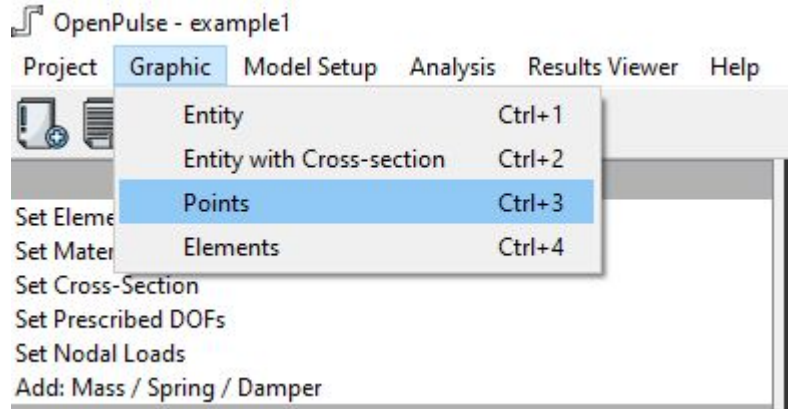 OpenPulse - example1
Project Graphic Model Setup Analysis Results Viewer Help
Entity Ctrl+1
Entity with Cross-section Ctrl+2
Points Ctrl+3
Elements Ctrl+4
Set
Set
Set Cross-Section
Set Prescribed DOFs
Set Nodal Loads
Add: Mass / Spring / Damper